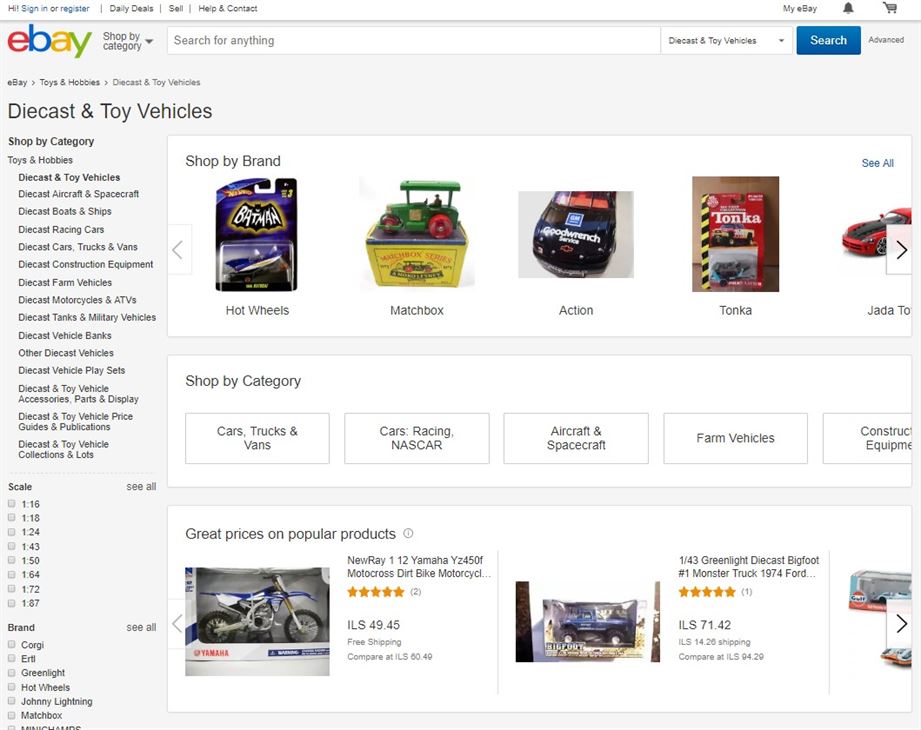 Hi! Sign in or register | Daily Deals | Sell | Help & Contact My eBay
ebay
Shop by
category
Search for anything
Diecast & Toy Vehicles
Search
Advanced
eBay > Toys & Hobbies > Diecast & Toy Vehicles
Diecast & Toy Vehicles
Shop by Category
Toys & Hobbies
Diecast & Toy Vehicles
Diecast Aircraft & Spacecraft
Diecast Boats & Ships
Diecast Racing Cars
Diecast Cars, Trucks & Vans
Diecast Construction Equipment
Diecast Farm Vehicles
Diecast Motorcycles & ATVs
Diecast Tanks & Military Vehicles
Diecast Vehicle Banks
Other Diecast Vehicles
Diecast Vehicle Play Sets
Diecast & Toy Vehicle
Accessories, Parts & Display
Diecast & Toy Vehicle Price
Guides & Publications
Diecast & Toy Vehicle
Collections & Lots
Scale see all
1:16
1:18
1:24
1:43
1:50
1:64
1:72
1:87
Brand see all
Corgi
Ertl
Greenlight
Hot Wheels
Johnny Lightning
Matchbox
MINICHAMPS
Shop by Brand
See All
BATMAN
MATCHBOX SERIES
GM
Goodwrench
Service
Tonka
Hot Wheels
Matchbox
Action
Tonka
Jada To
Shop by Category
Cars, Trucks &
Vans
Cars: Racing,
NASCAR
Aircraft &
Spacecraft
Farm Vehicles
Construct
Equipme
Great prices on popular products
YAMAHA
WARNING
NewRay 1 12 Yamaha Yz450f
Motocross Dirt Bike Motorcycl...
(2)
ILS 49.45
Free Shipping
Compare at ILS 60.49
BIGFOOT
1/43 Greenlight Diecast Bigfoot
#1 Monster Truck 1974 Ford...
(1)
ILS 71.42
ILS 14.26 shipping
Compare at ILS 94.29
Gulf